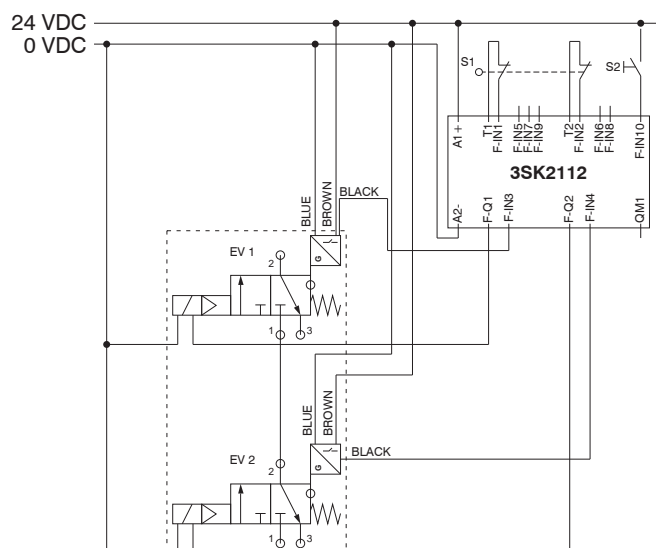 24 VDC
0 VDC
S1
S2
A1+
T1
F-IN1
F-IN5
F-IN7
F-IN9
T2
F-IN2
F-IN6
F-IN8
F-IN10
3SK2112
A2-
F-Q1
F-IN3
F-Q2
F-IN4
QM1
BLUE
BROWN
BLACK
EV 1
2
G
1
3
BLUE
BROWN
BLACK
EV 2
2
G
1
3